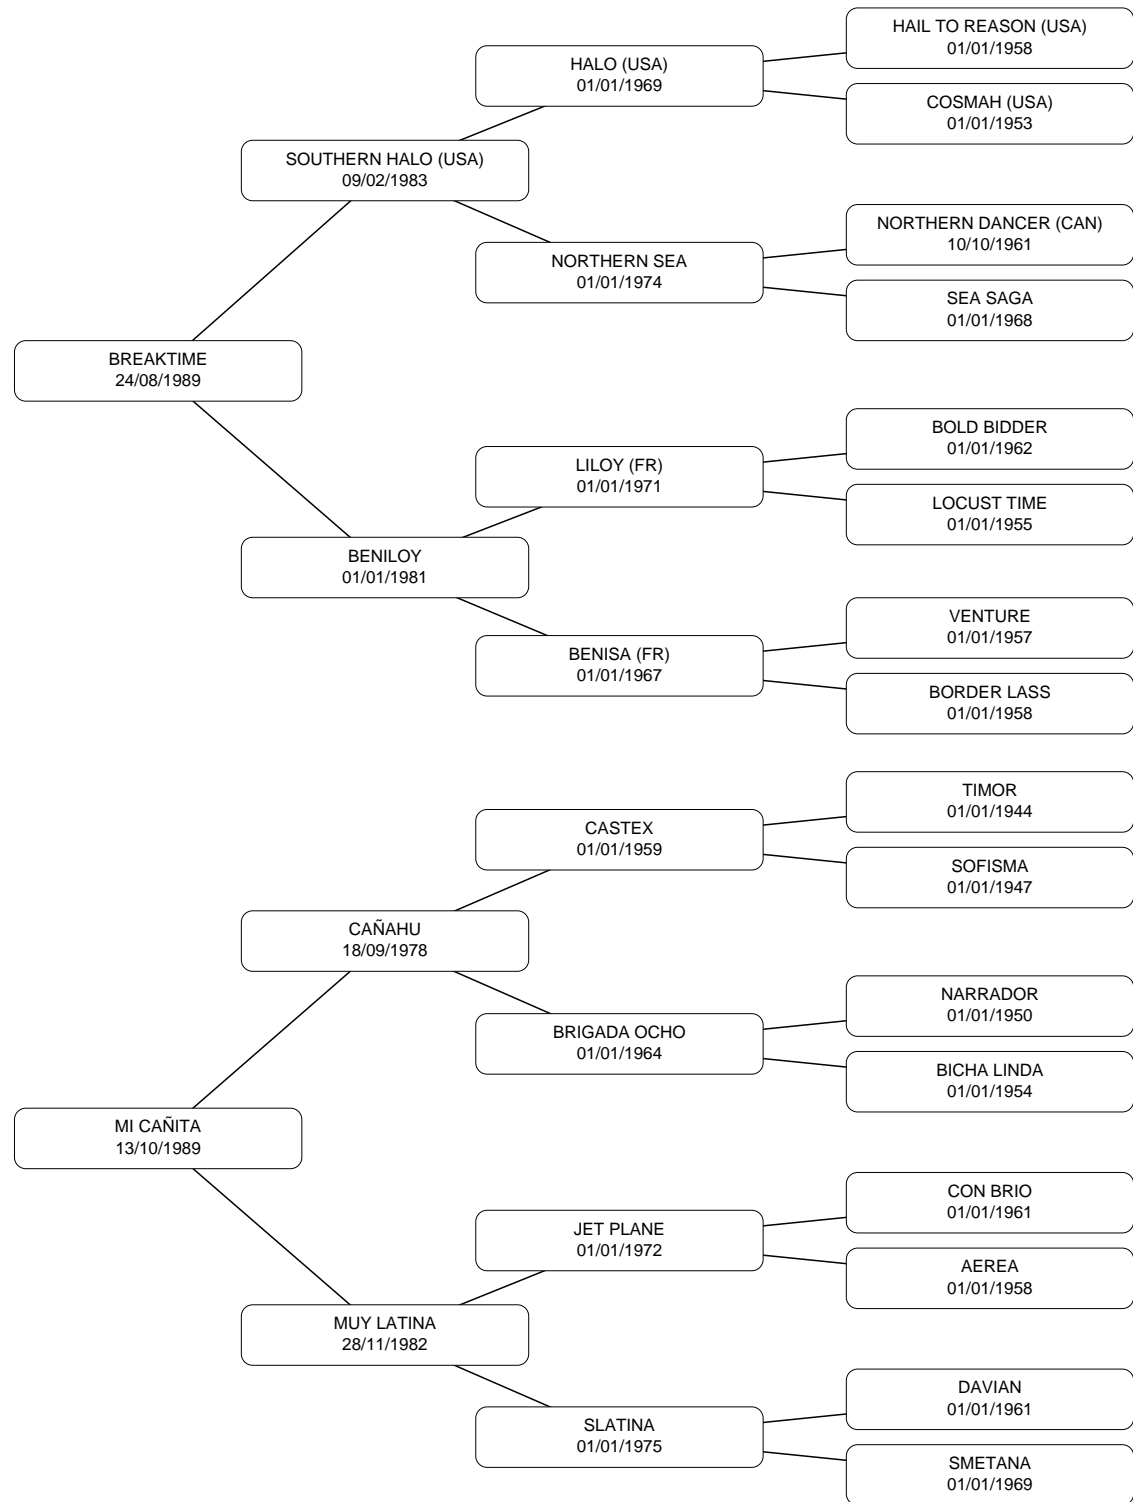 HAIL TO REASON (USA)
01/01/1958
HALO (USA)
01/01/1969
COSMAH (USA)
01/01/1953
SOUTHERN HALO (USA)
09/02/1983
NORTHERN DANCER (CAN)
10/10/1961
NORTHERN SEA
01/01/1974
SEA SAGA
01/01/1968
BREAKTIME
24/08/1989
BOLD BIDDER
01/01/1962
LILOY (FR)
01/01/1971
LOCUST TIME
01/01/1955
BENILOY
01/01/1981
VENTURE
01/01/1957
BENISA (FR)
01/01/1967
BORDER LASS
01/01/1958
TIMOR
01/01/1944
CASTEX
01/01/1959
SOFISMA
01/01/1947
CAÑAHU
18/09/1978
NARRADOR
01/01/1950
BRIGADA OCHO
01/01/1964
BICHA LINDA
01/01/1954
MI CAÑITA
13/10/1989
CON BRIO
01/01/1961
JET PLANE
01/01/1972
AEREA
01/01/1958
MUY LATINA
28/11/1982
DAVIAN
01/01/1961
SLATINA
01/01/1975
SMETANA
01/01/1969